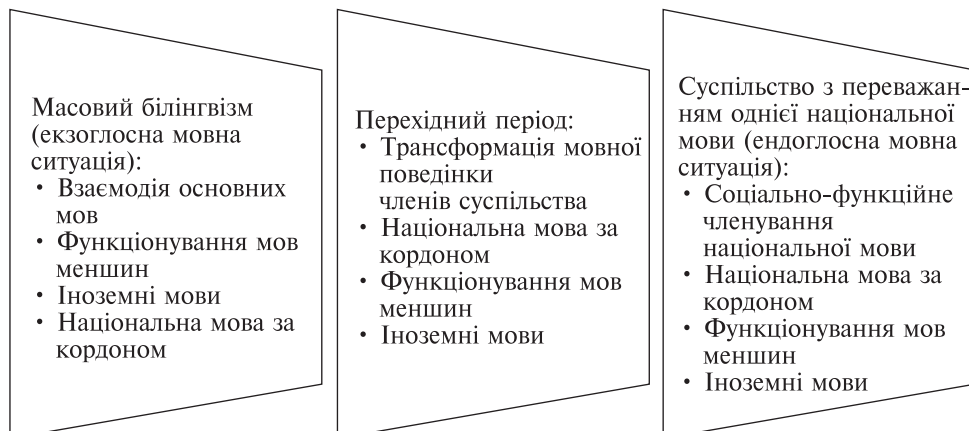 Масовий білінгвізм
(екзоглосна мовна
ситуація):
• Взаємодія основних
мов
• Функціонування мов
меншин
• Іноземні мови
• Національна мова за
кордоном
Перехідний період:
• Трансформація мовної
поведінки
членів суспільства
• Національна мова за
кордоном
• Функціонування мов
меншин
• Іноземні мови
Суспільство з переважан-
ням однієї національної
мови (ендоглосна мовна
ситуація):
• Соціально-функційне
членування
національної мови
• Національна мова за
кордоном
• Функціонування мов
меншин
• Іноземні мови